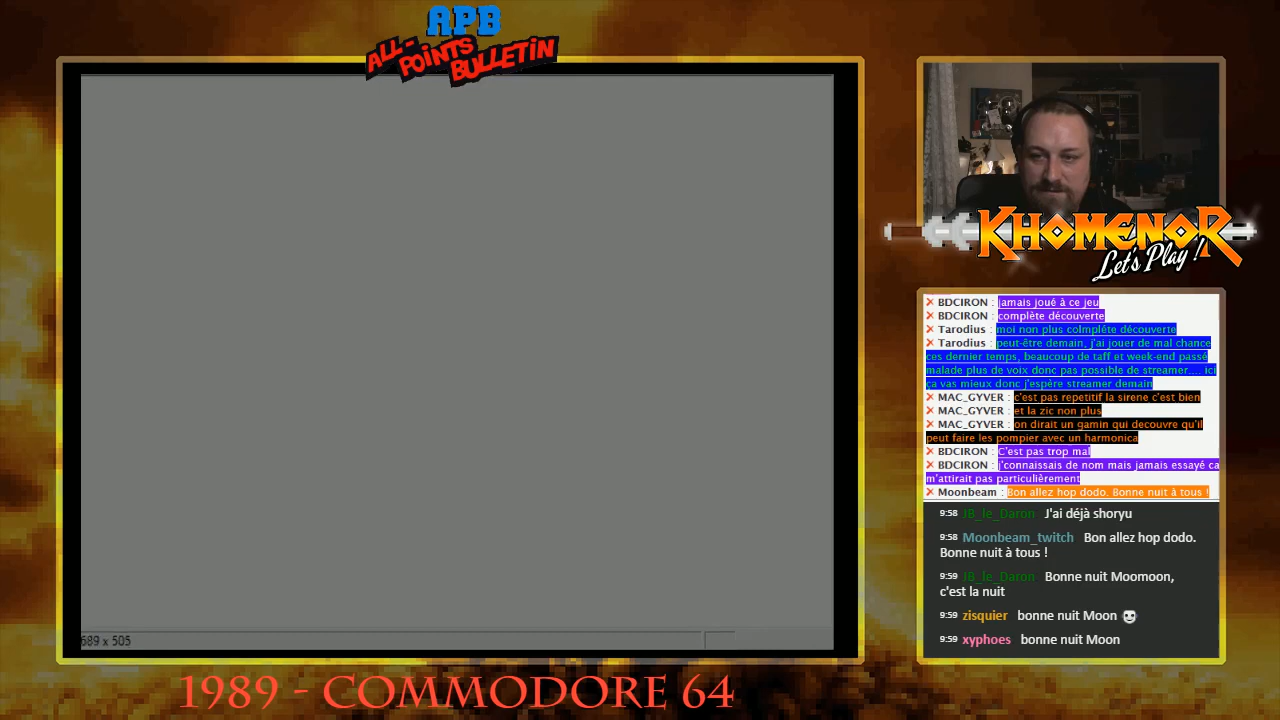 APB
ALL-POINTS BULLETIN
KHOMENOR
Let's Play !
BDCIRON : jamais joué à ce jeu
BDCIRON : complète découverte
Tarodius : moi non plus colmpléte découverte
Tarodius : peut-être demain, j'ai jouer de mal chance
ces dernier temps, beaucoup de taff et week-end passé
malade plus de voix donc pas possible de streamer.... ici
ça vas mieux donc j'espère streamer demain
MAC_GYVER : c'est pas repetitif la sirene c'est bien
MAC_GYVER : et la zic non plus
MAC_GYVER : on dirait un gamin qui decouvre qu'il
peut faire les pompier avec un harmonica
BDCIRON : C'est pas trop mal
BDCIRON : j'connaissais de nom mais jamais essayé ca
m'attirait pas particulièrement
Moonbeam : Bon allez hop dodo. Bonne nuit à tous !
9:58 JB_le_Daron J'ai déjà shoryu
9:58 Moonbeam_twitch Bon allez hop dodo.
Bonne nuit à tous !
9:59 JB_le_Daron Bonne nuit Moomoon,
c'est la nuit
9:59 zisquier bonne nuit Moon
9:59 xyphoes bonne nuit Moon
689 x 505
1989 - COMMODORE 64